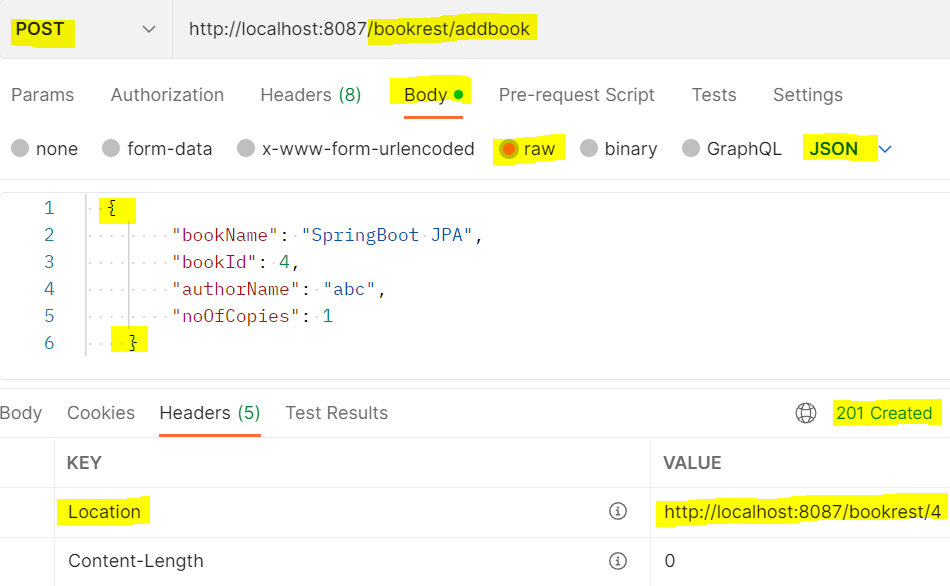 POST http://localhost:8087/bookrest/addbook
Params Authorization Headers (8) Body Pre-request Script Tests Settings
none form-data x-www-form-urlencoded raw binary GraphQL JSON
1 {
2 "bookName": "SpringBoot JPA",
3 "bookId": 4,
4 "authorName": "abc",
5 "noOfCopies": 1
6 }
Body Cookies Headers (5) Test Results 201 Created
KEY VALUE
Location http://localhost:8087/bookrest/4
Content-Length 0